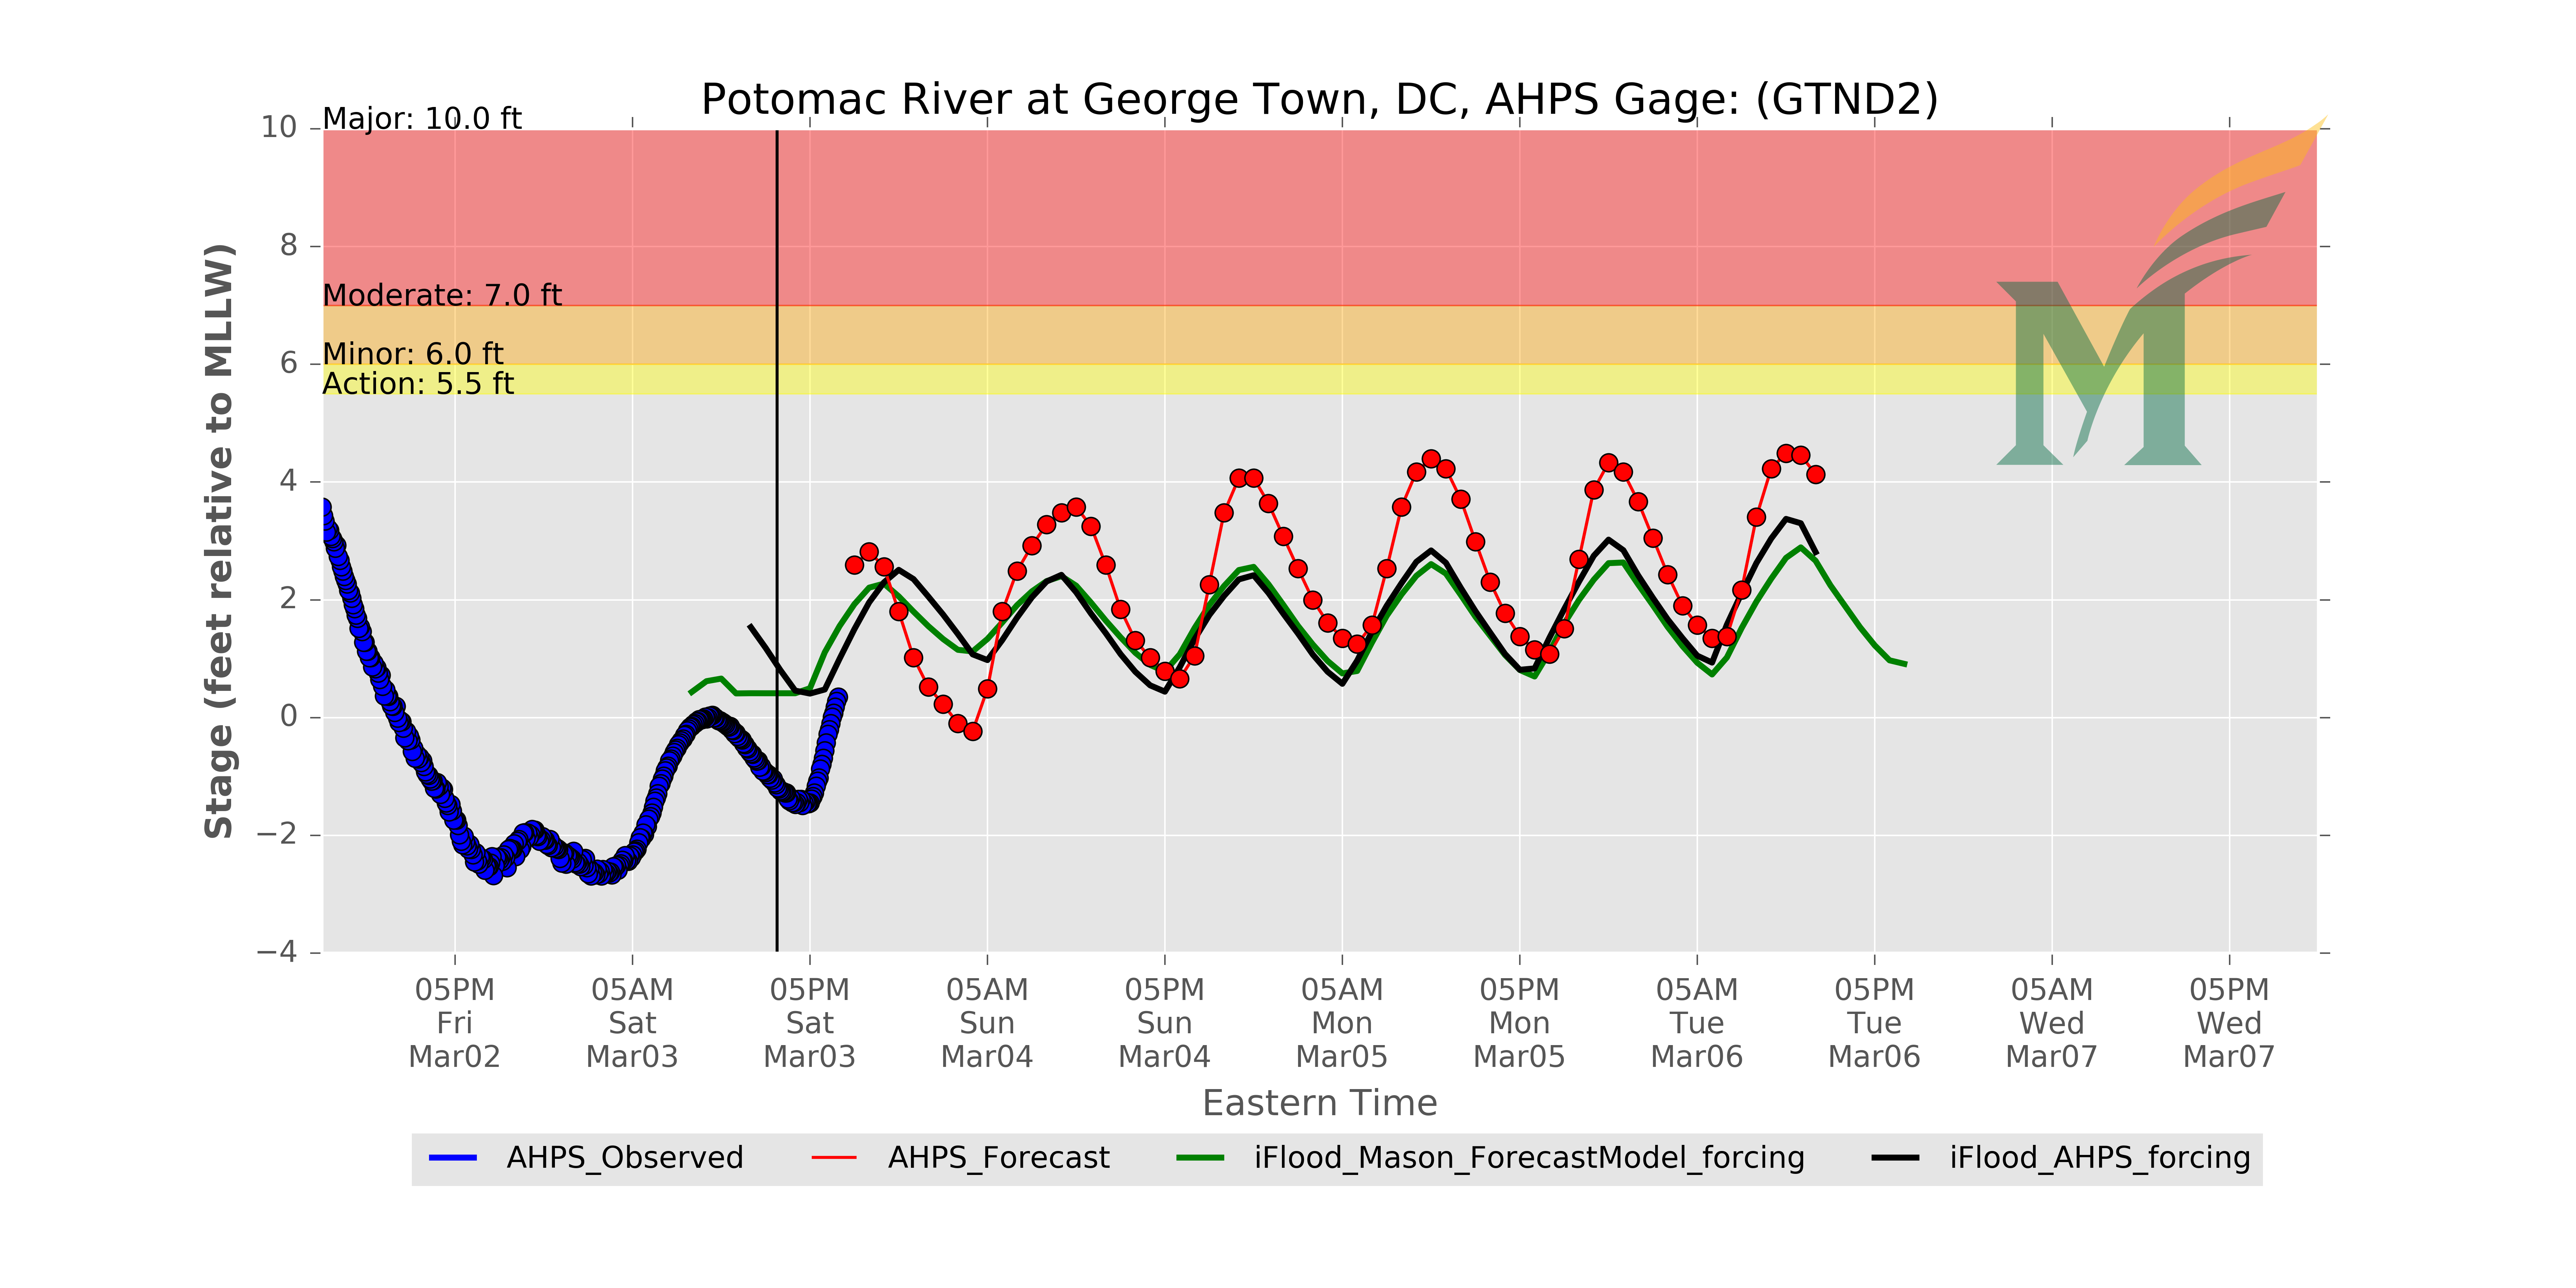 Potomac River at George Town, DC, AHPS Gage: (GTND2)
Major: 10.0 ft
Moderate: 7.0 ft
Minor: 6.0 ft
Action: 5.5 ft
Stage (feet relative to MLLW)
10
8
6
4
2
0
−2
−4
05PM Fri Mar02
05AM Sat Mar03
05PM Sat Mar03
05AM Sun Mar04
05PM Sun Mar04
05AM Mon Mar05
05PM Mon Mar05
05AM Tue Mar06
05PM Tue Mar06
05AM Wed Mar07
05PM Wed Mar07
Eastern Time
AHPS_Observed
AHPS_Forecast
iFlood_Mason_ForecastModel_forcing
iFlood_AHPS_forcing
M